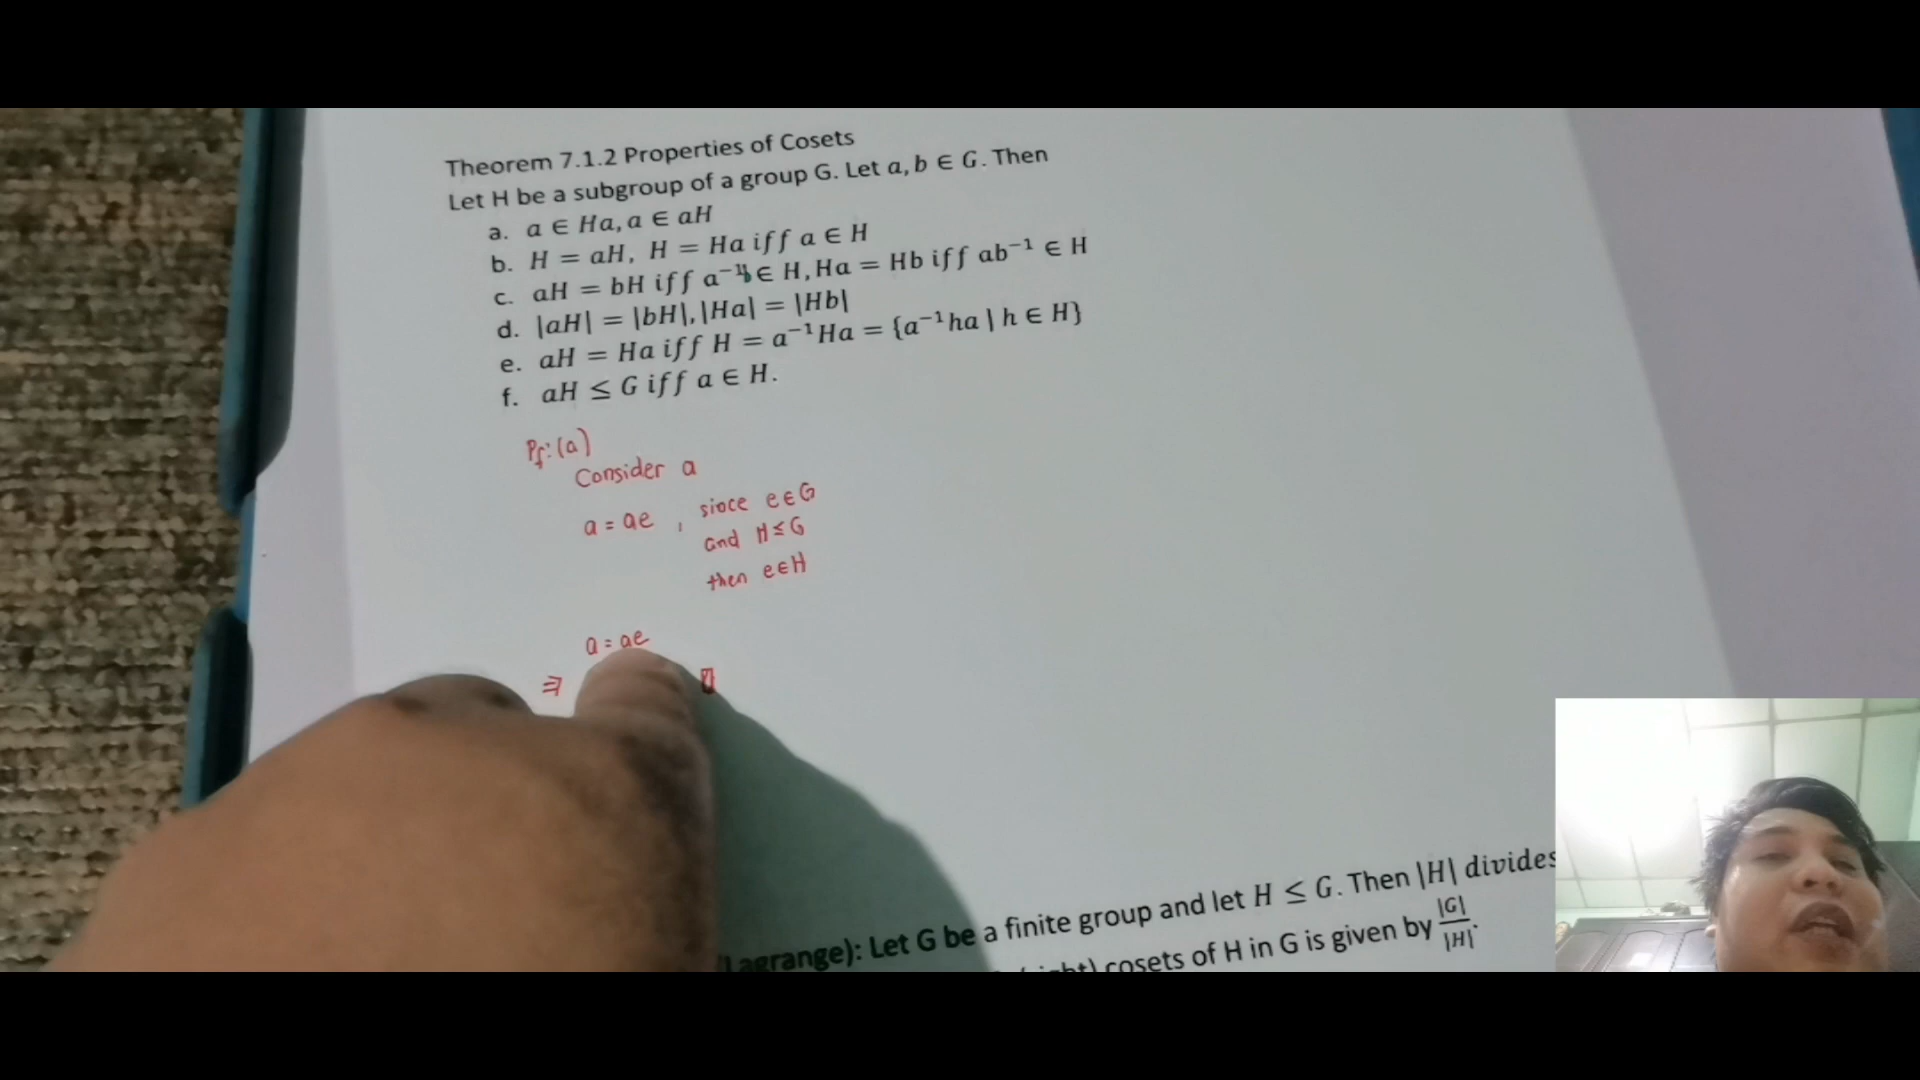 Theorem 7.1.2 Properties of Cosets
Let H be a subgroup of a group G. Let a, b ∈ G. Then
a. a ∈ Ha, a ∈ aH
b. H = aH, H = Ha iff a ∈ H
c. aH = bH iff a⁻¹b ∈ H, Ha = Hb iff ab⁻¹ ∈ H
d. |aH| = |bH|, |Ha| = |Hb|
e. aH = Ha iff H = a⁻¹Ha = {a⁻¹ha | h ∈ H}
f. aH ≤ G iff a ∈ H.
Pf: (a)
Consider a
a = ae , since e∈G
and H≤G
then e∈H
a = ae
⇒
Lagrange): Let G be a finite group and let H ≤ G. Then |H| divides
cosets of H in G is given by |G|/|H|.